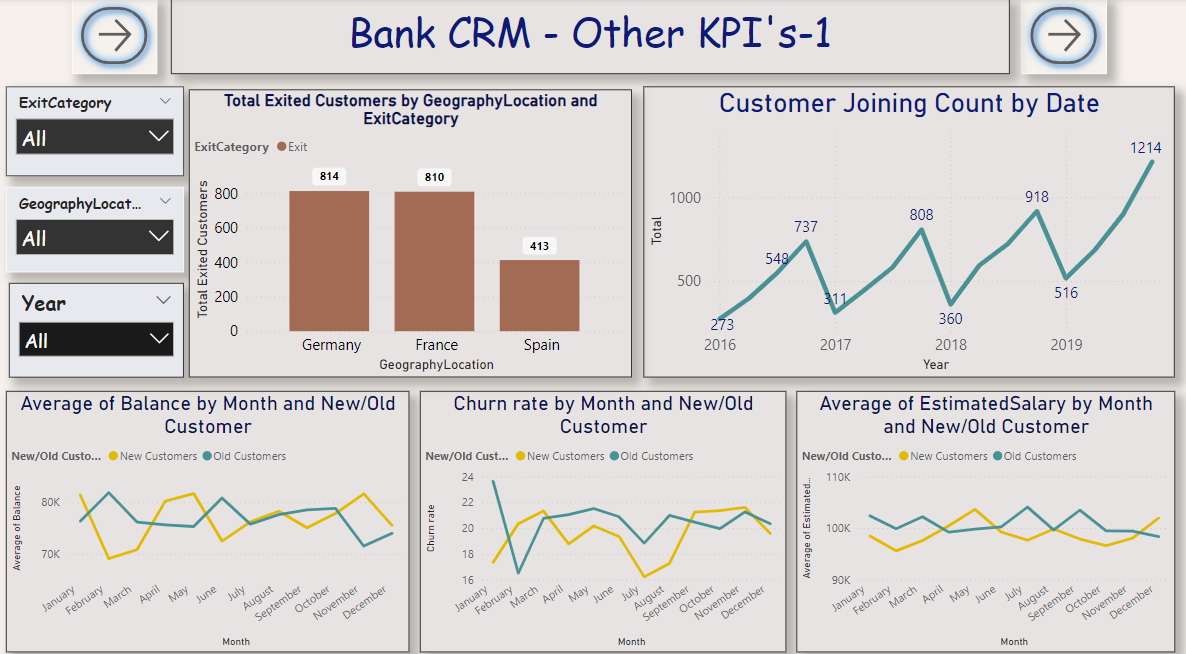 Bank CRM - Other KPI's-1
ExitCategory
All
GeographyLocat...
All
Year
All
Total Exited Customers by GeographyLocation and
ExitCategory
ExitCategory Exit
Total Exited Customers
800
600
400
200
0
814
810
413
Germany France Spain
GeographyLocation
Customer Joining Count by Date
Total
1000
500
273
548
737
311
808
360
918
516
1214
2016 2017 2018 2019
Year
Average of Balance by Month and New/Old
Customer
New/Old Custo... New Customers Old Customers
Average of Balance
80K
70K
January February March April May June July August September October November December
Month
Churn rate by Month and New/Old
Customer
New/Old Cust... New Customers Old Customers
Churn rate
24
22
20
18
16
January February March April May June July August September October November December
Month
Average of EstimatedSalary by Month
and New/Old Customer
New/Old Custo... New Customers Old Customers
Average of Estimated...
110K
100K
90K
January February March April May June July August September October November December
Month